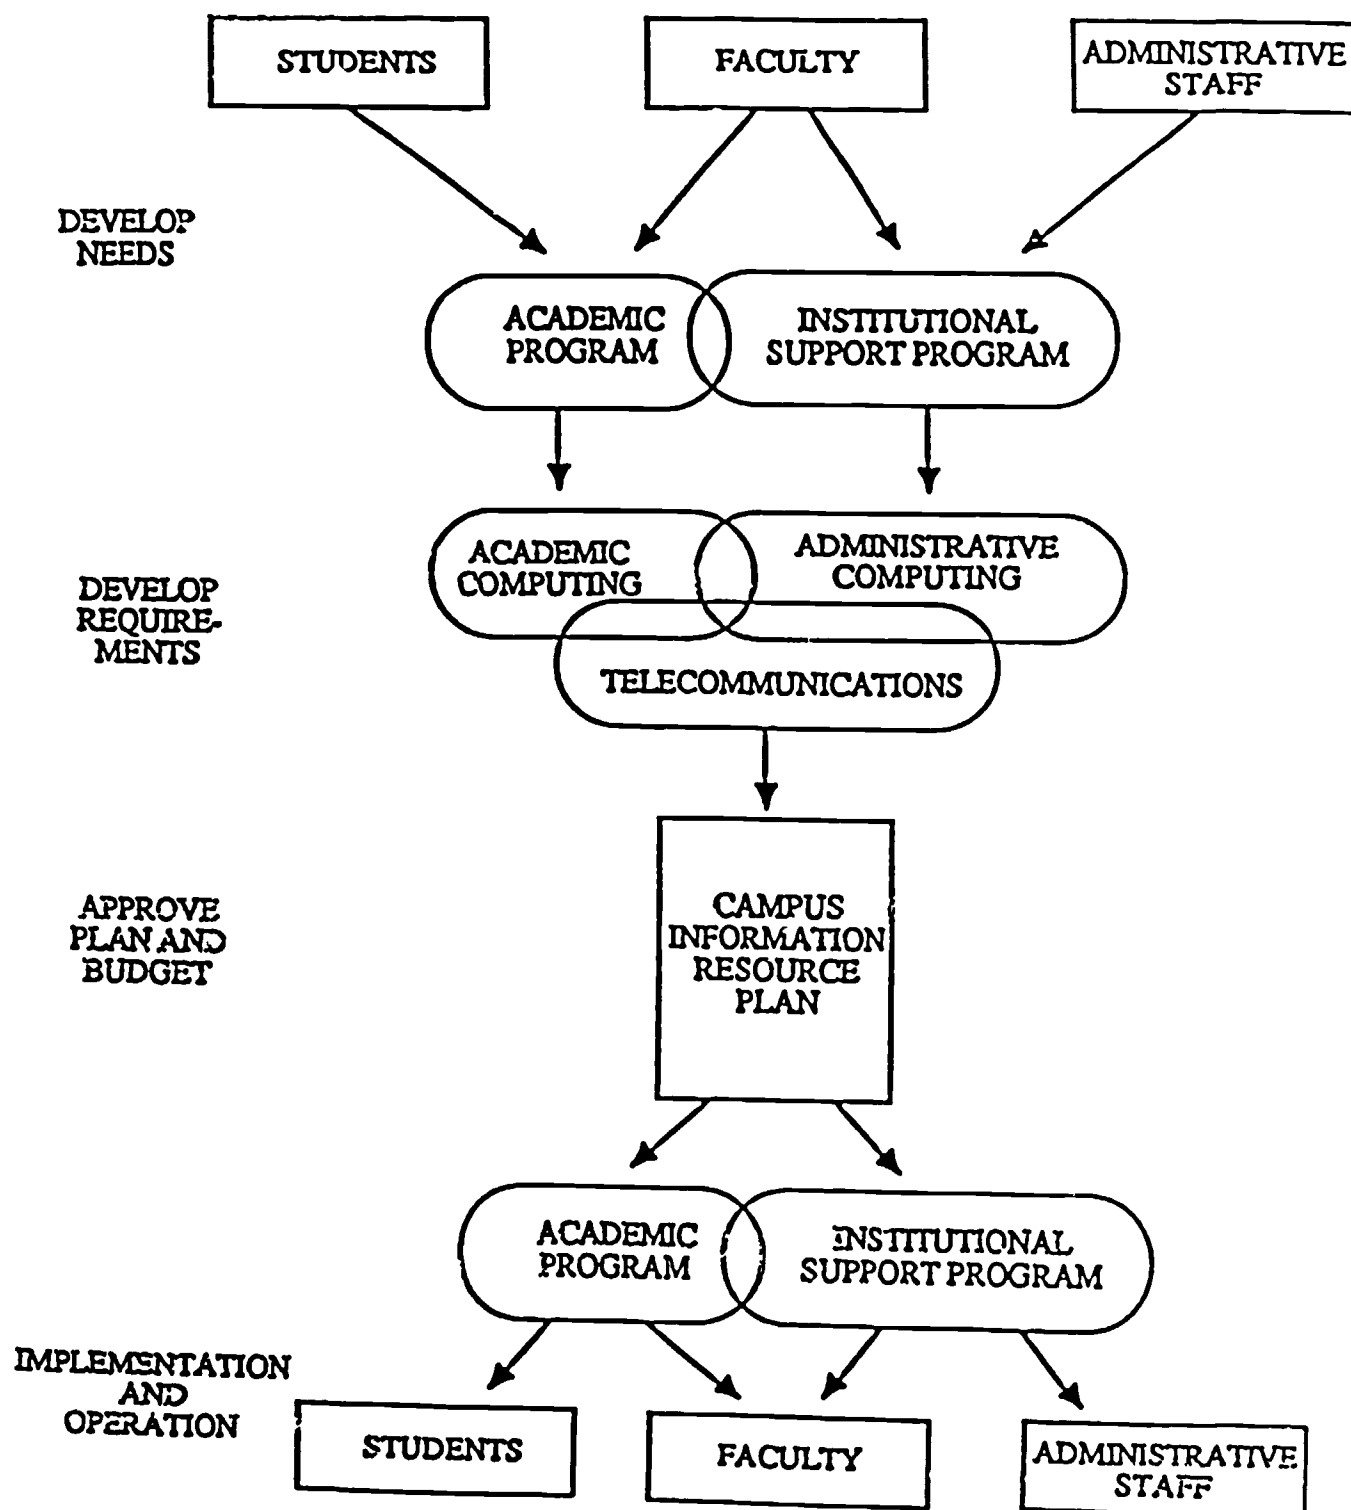 STUDENTS
FACULTY
ADMINISTRATIVE
STAFF
DEVELOP
NEEDS
ACADEMIC
PROGRAM
INSTITUTIONAL
SUPPORT PROGRAM
ACADEMIC
COMPUTING
ADMINISTRATIVE
COMPUTING
DEVELOP
REQUIRE-
MENTS
TELECOMMUNICATIONS
APPROVE
PLAN AND
BUDGET
CAMPUS
INFORMATION
RESOURCE
PLAN
ACADEMIC
PROGRAM
INSTITUTIONAL
SUPPORT PROGRAM
IMPLEMENTATION
AND
OPERATION
STUDENTS
FACULTY
ADMINISTRATIVE
STAFF